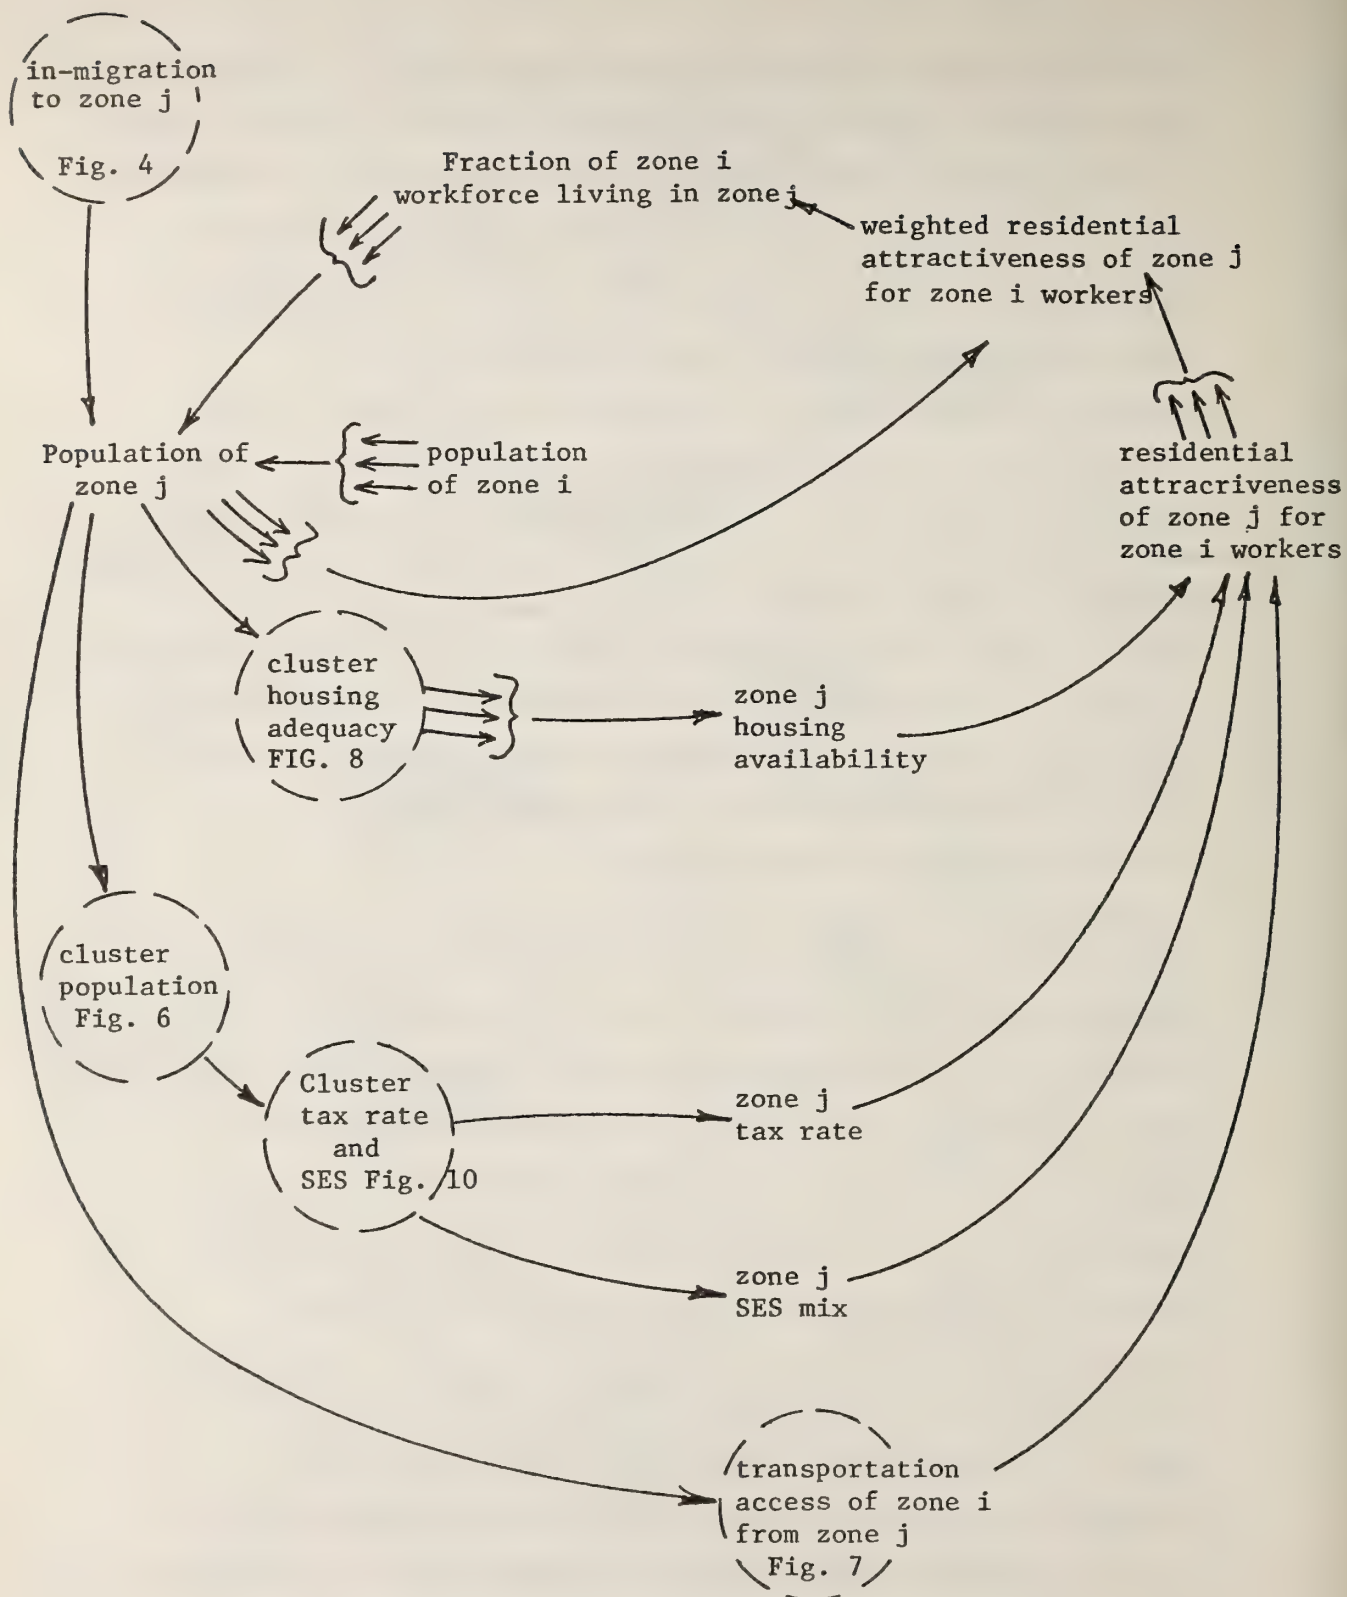 in-migration
to zone j
Fig. 4
Fraction of zone i
workforce living in zone j
weighted residential
attractiveness of zone j
for zone i workers
Population of
zone j
population
of zone i
residential
attracriveness
of zone j for
zone i workers
cluster
housing
adequacy
FIG. 8
zone j
housing
availability
cluster
population
Fig. 6
Cluster
tax rate
and
SES Fig. 10
zone j
tax rate
zone j
SES mix
transportation
access of zone i
from zone j
Fig. 7